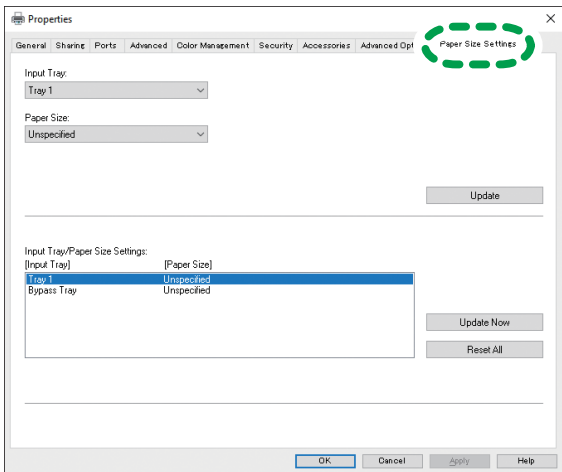 Properties
General Sharing Ports Advanced Color Management Security Accessories Advanced Opt Paper Size Settings
Input Tray:
Tray 1
Paper Size:
Unspecified
Update
Input Tray/Paper Size Settings:
[Input Tray] [Paper Size]
Tray 1 Unspecified
Bypass Tray Unspecified
Update Now
Reset All
OK Cancel Apply Help